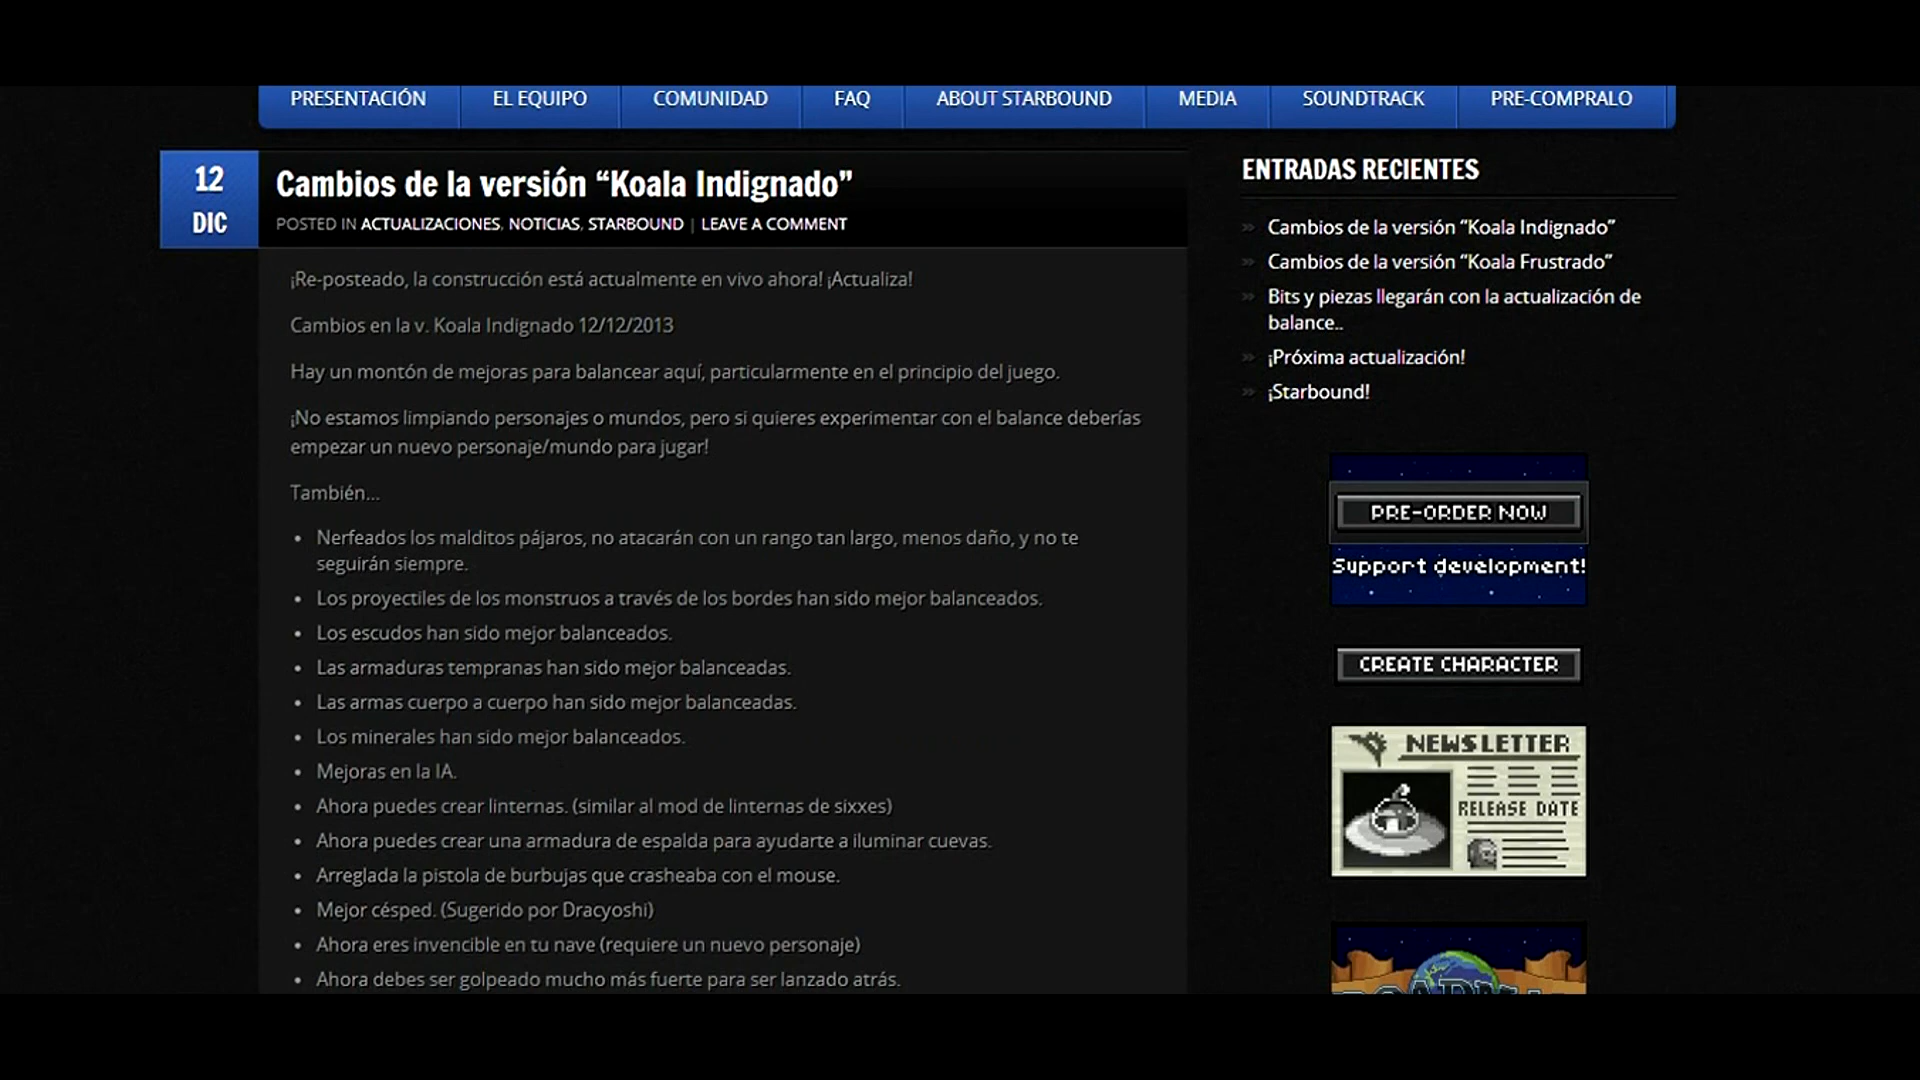 PRESENTACIÓN EL EQUIPO COMUNIDAD FAQ ABOUT STARBOUND MEDIA SOUNDTRACK PRE-COMPRALO
12
DIC
Cambios de la versión “Koala Indignado”
POSTED IN ACTUALIZACIONES, NOTICIAS, STARBOUND | LEAVE A COMMENT
¡Re-posteado, la construcción está actualmente en vivo ahora! ¡Actualiza!
Cambios en la v. Koala Indignado 12/12/2013
Hay un montón de mejoras para balancear aquí, particularmente en el principio del juego.
¡No estamos limpiando personajes o mundos, pero si quieres experimentar con el balance deberías
empezar un nuevo personaje/mundo para jugar!
También...
• Nerfeados los malditos pájaros, no atacarán con un rango tan largo, menos daño, y no te
seguirán siempre.
• Los proyectiles de los monstruos a través de los bordes han sido mejor balanceados.
• Los escudos han sido mejor balanceados.
• Las armaduras tempranas han sido mejor balanceadas.
• Las armas cuerpo a cuerpo han sido mejor balanceadas.
• Los minerales han sido mejor balanceados.
• Mejoras en la IA.
• Ahora puedes crear linternas. (similar al mod de linternas de sixxes)
• Ahora puedes crear una armadura de espalda para ayudarte a iluminar cuevas.
• Arreglada la pistola de burbujas que crasheaba con el mouse.
• Mejor césped. (Sugerido por Dracyoshi)
• Ahora eres invencible en tu nave (requiere un nuevo personaje)
• Ahora debes ser golpeado mucho más fuerte para ser lanzado atrás.
ENTRADAS RECIENTES
» Cambios de la versión “Koala Indignado”
» Cambios de la versión “Koala Frustrado”
» Bits y piezas llegarán con la actualización de
balance..
» ¡Próxima actualización!
» ¡Starbound!
PRE-ORDER NOW
Support development!
CREATE CHARACTER
NEWSLETTER
RELEASE DATE